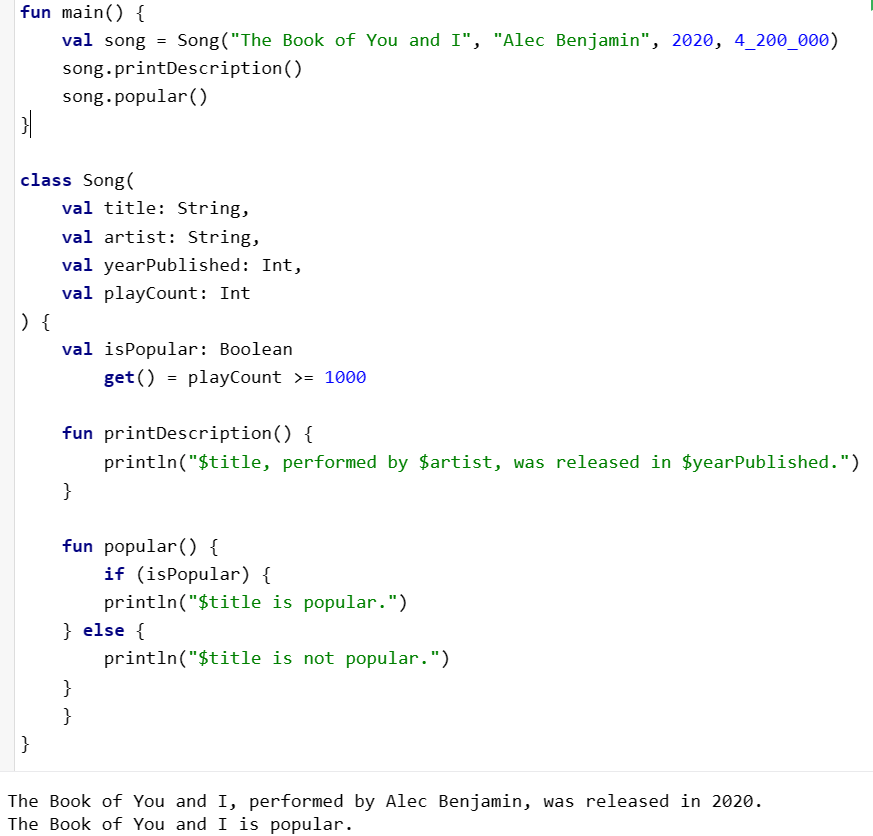 fun main() {
    val song = Song("The Book of You and I", "Alec Benjamin", 2020, 4_200_000)
    song.printDescription()
    song.popular()
}
class Song(
    val title: String,
    val artist: String,
    val yearPublished: Int,
    val playCount: Int
) {
    val isPopular: Boolean
        get() = playCount >= 1000
    fun printDescription() {
        println("$title, performed by $artist, was released in $yearPublished.")
    }
    fun popular() {
        if (isPopular) {
        println("$title is popular.")
    } else {
        println("$title is not popular.")
    }
    }
}
The Book of You and I, performed by Alec Benjamin, was released in 2020.
The Book of You and I is popular.